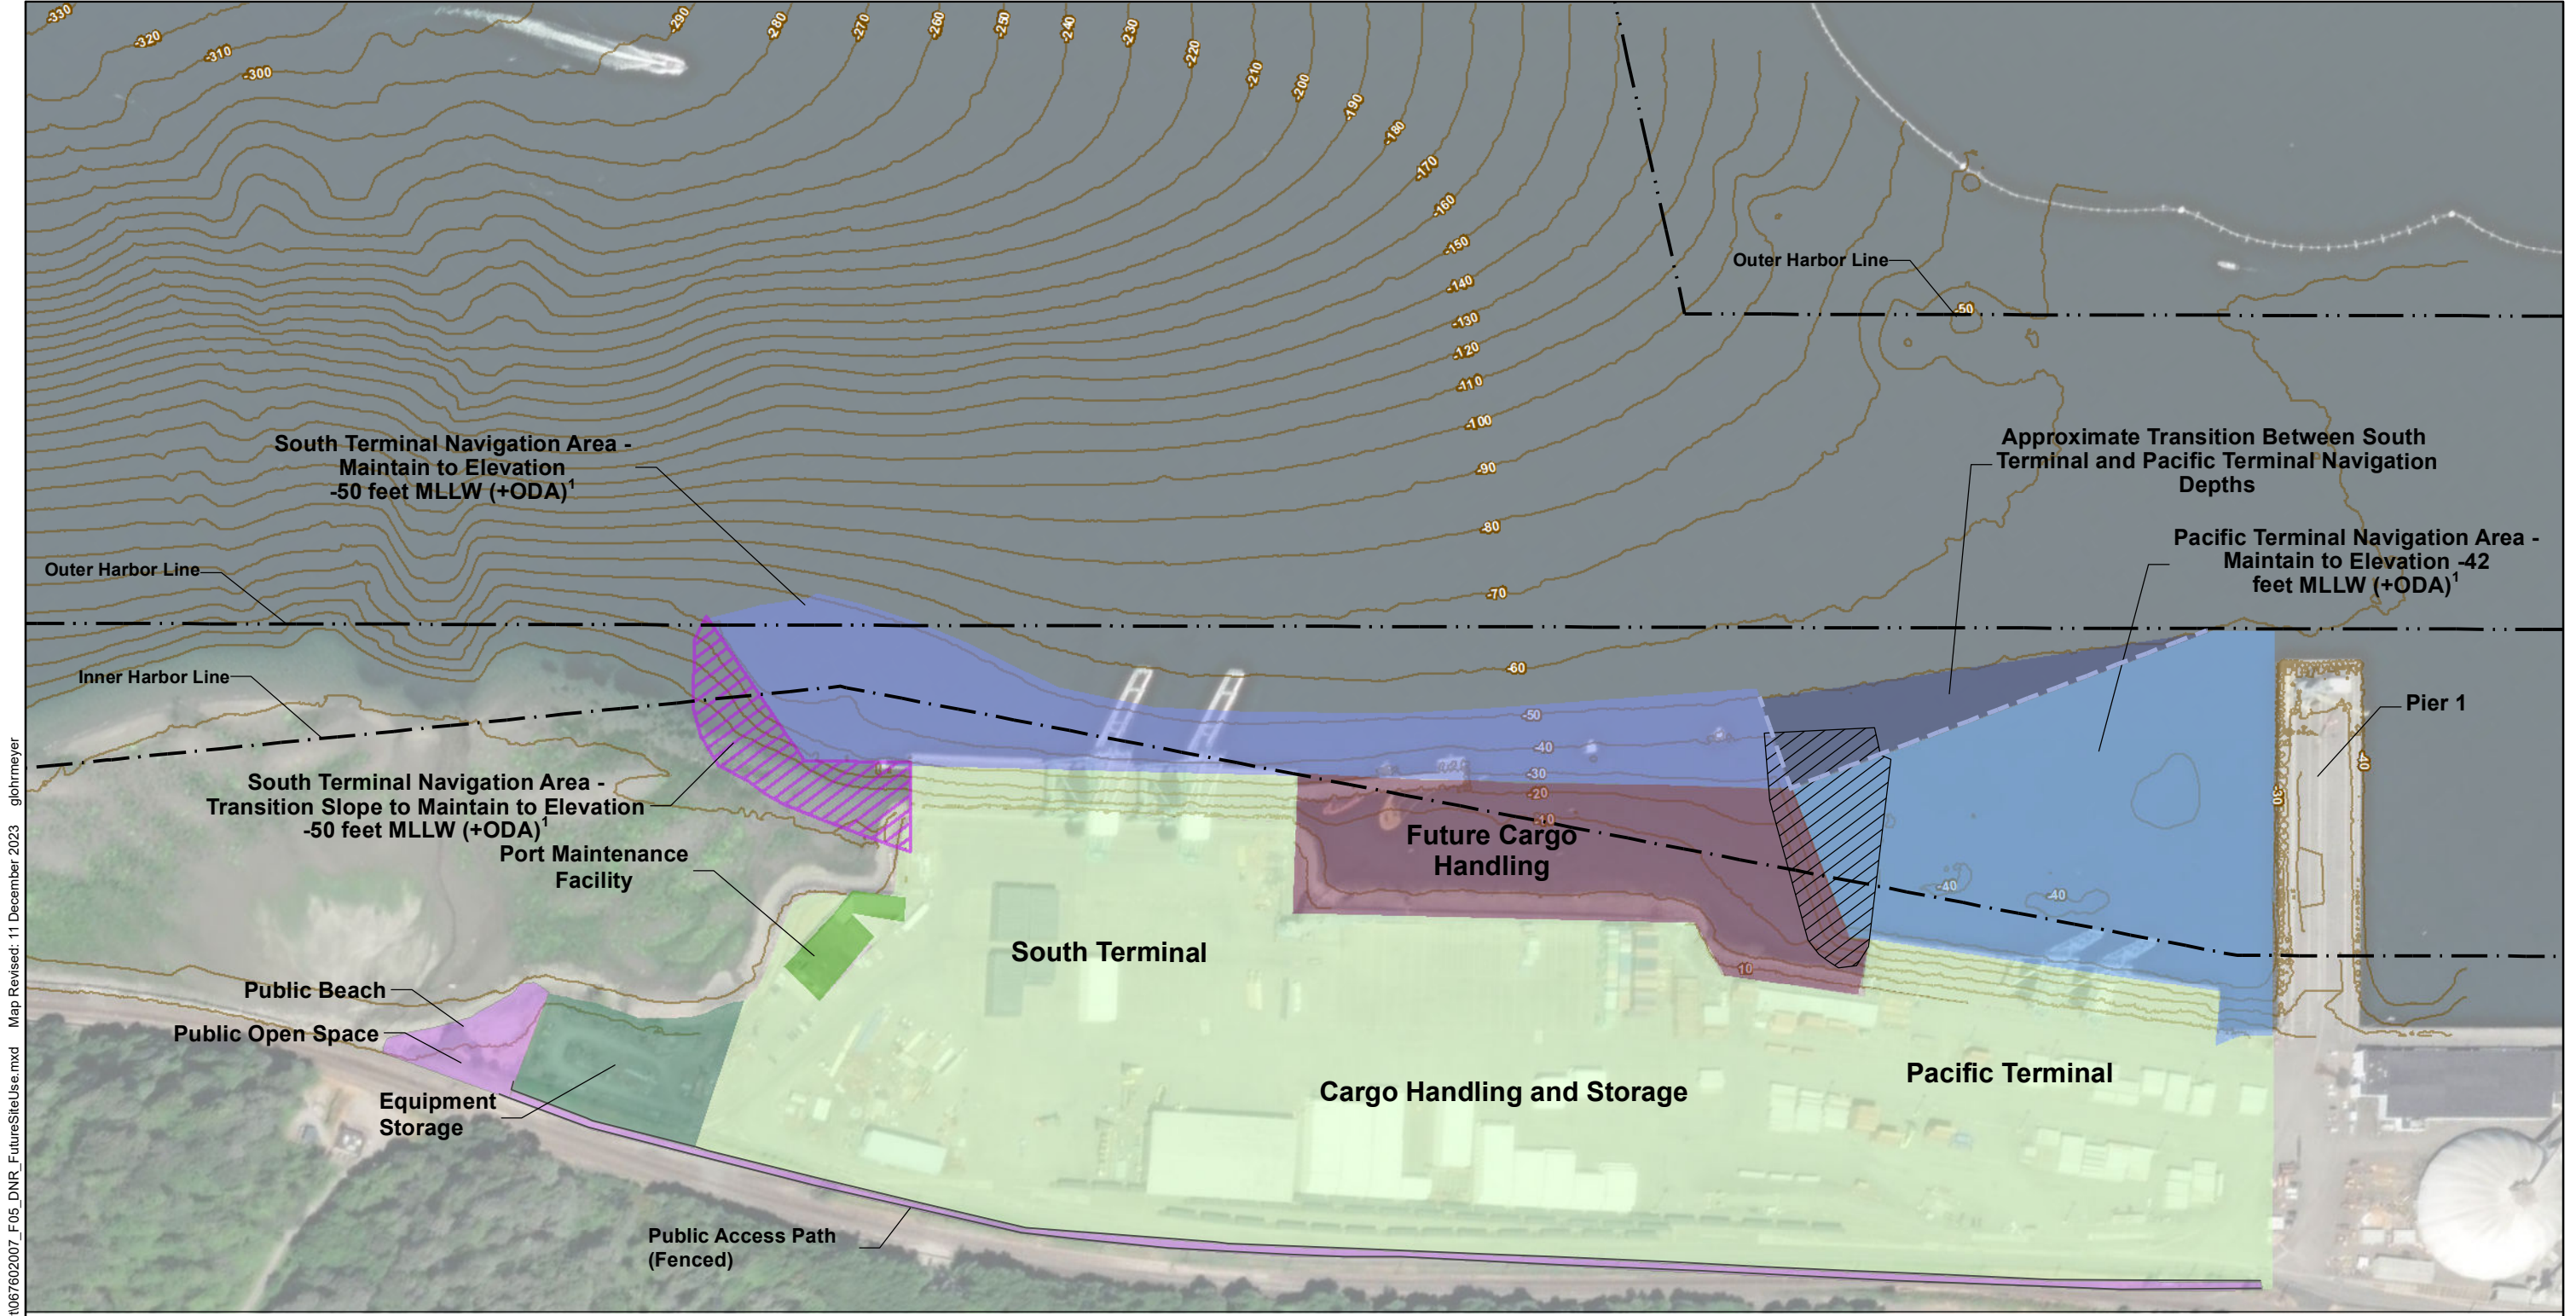 -330
-320
-310
-300
-290
-280
-270
-260
-250
-240
-230
-220
-210
-200
-190
-180
-170
-160
-150
-140
-130
-120
-110
-100
-90
-80
-70
-60
Outer Harbor Line
-50
South Terminal Navigation Area -
Maintain to Elevation
-50 feet MLLW (+ODA)¹
Approximate Transition Between South
Terminal and Pacific Terminal Navigation
Depths
Pacific Terminal Navigation Area -
Maintain to Elevation -42
feet MLLW (+ODA)¹
Outer Harbor Line
Inner Harbor Line
Pier 1
-50
-40
-30
-20
-10
-40
-30
South Terminal Navigation Area -
Transition Slope to Maintain to Elevation
-50 feet MLLW (+ODA)¹
Port Maintenance
Facility
Future Cargo
Handling
-40
-40
South Terminal
10
Public Beach
Public Open Space
Equipment
Storage
Cargo Handling and Storage
Pacific Terminal
Public Access Path
(Fenced)
t\067602007_F05_DNR_FutureSiteUse.mxd Map Revised: 11 December 2023 glohrmeyer